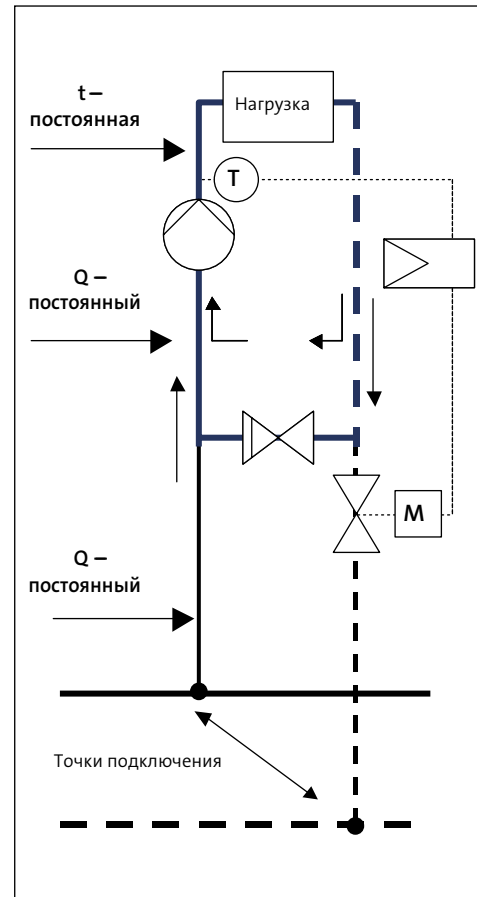 t –
постоянная
Нагрузка
T
Q –
постоянный
M
Q –
постоянный
Точки подключения